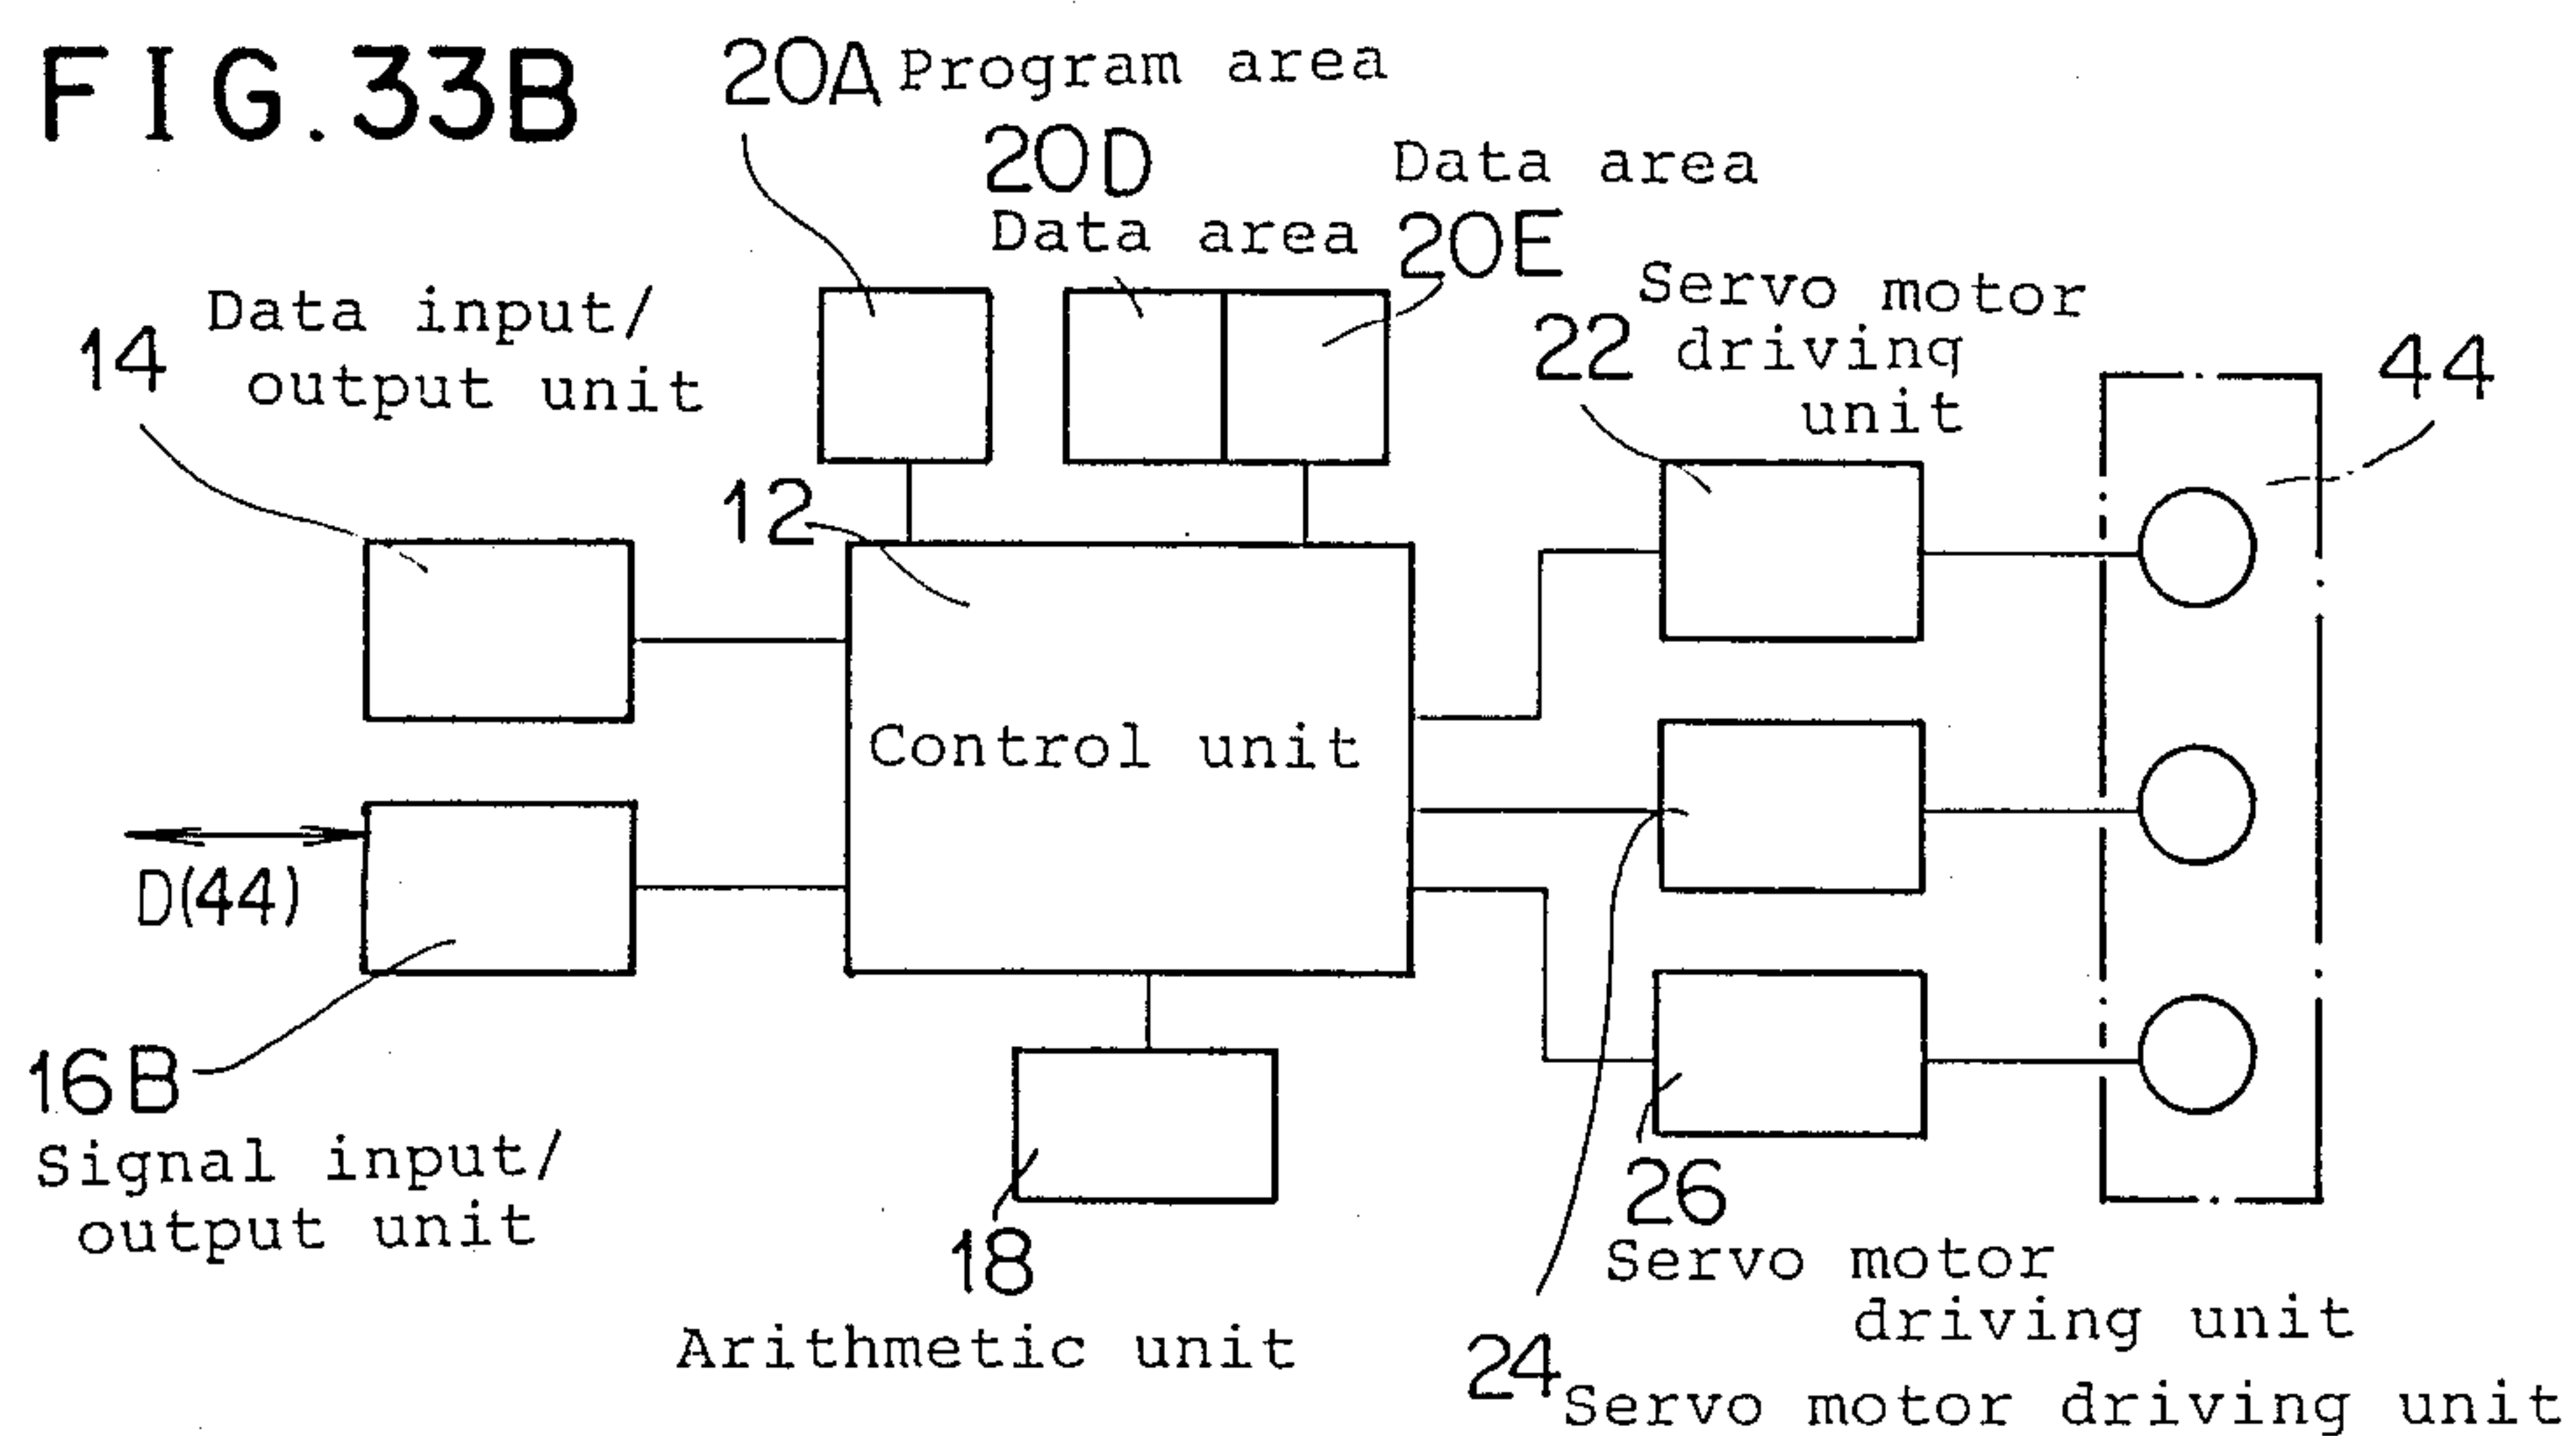 FIG.33B
20A Program area
20D
Data area
Data area
20E
14
Data input/
output unit
22
Servo motor
driving
unit
44
12
Control unit
D(44)
16B
Signal input/
output unit
18
Arithmetic unit
26
Servo motor
driving unit
24
Servo motor driving unit